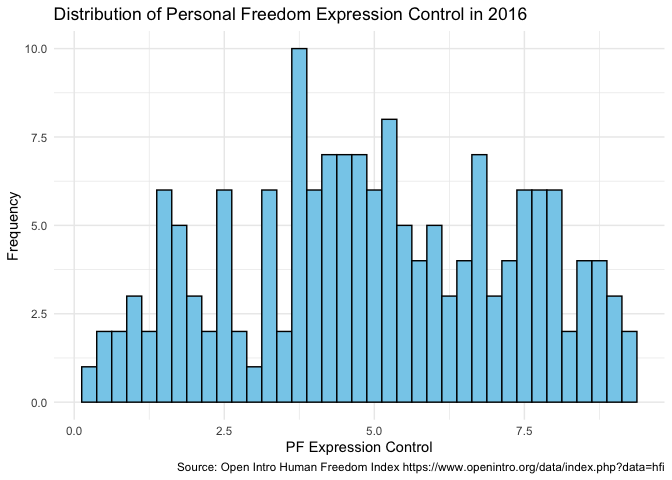 Distribution of Personal Freedom Expression Control in 2016
10.0
7.5
5.0
2.5
0.0
Frequency
0.0 2.5 5.0 7.5
PF Expression Control
Source: Open Intro Human Freedom Index https://www.openintro.org/data/index.php?data=hfi